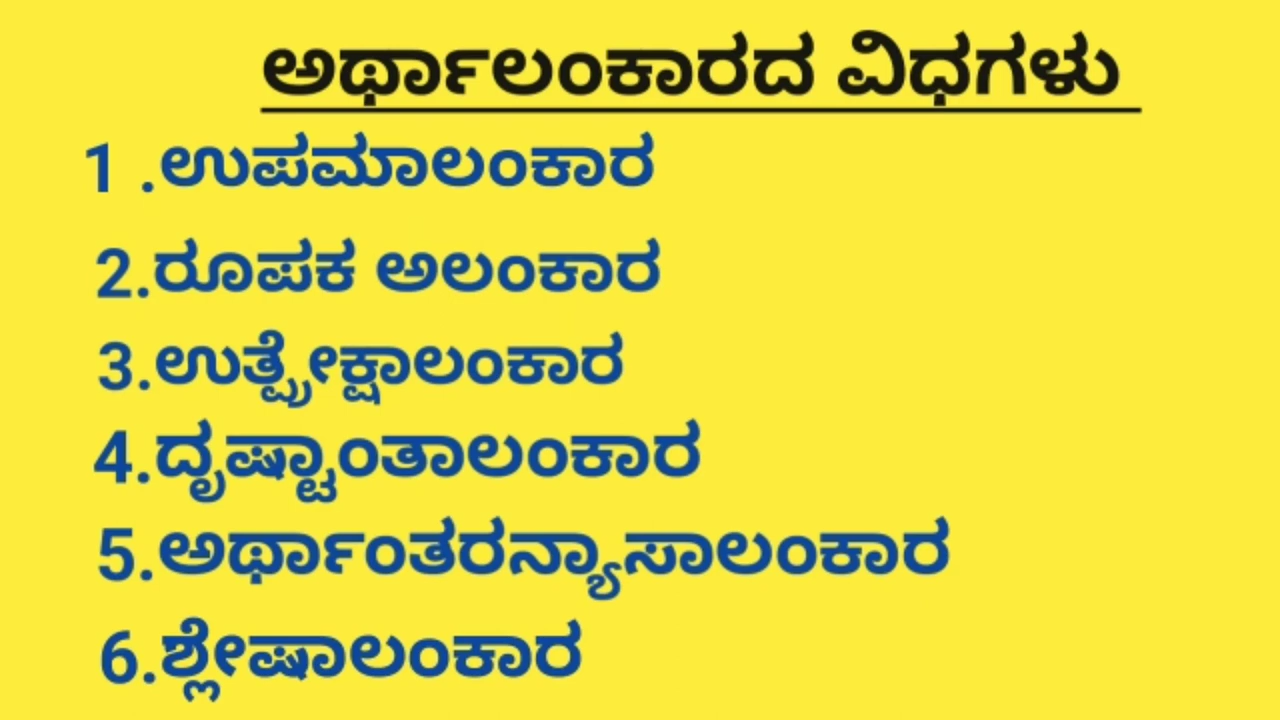 ಅರ್ಥಾಲಂಕಾರದ ವಿಧಗಳು
1 .ಉಪಮಾಲಂಕಾರ
2.ರೂಪಕ ಅಲಂಕಾರ
3.ಉತ್ಪ್ರೇಕ್ಷಾಲಂಕಾರ
4.ದೃಷ್ಟಾಂತಾಲಂಕಾರ
5.ಅರ್ಥಾಂತರನ್ಯಾಸಾಲಂಕಾರ
6.ಶ್ಲೇಷಾಲಂಕಾರ